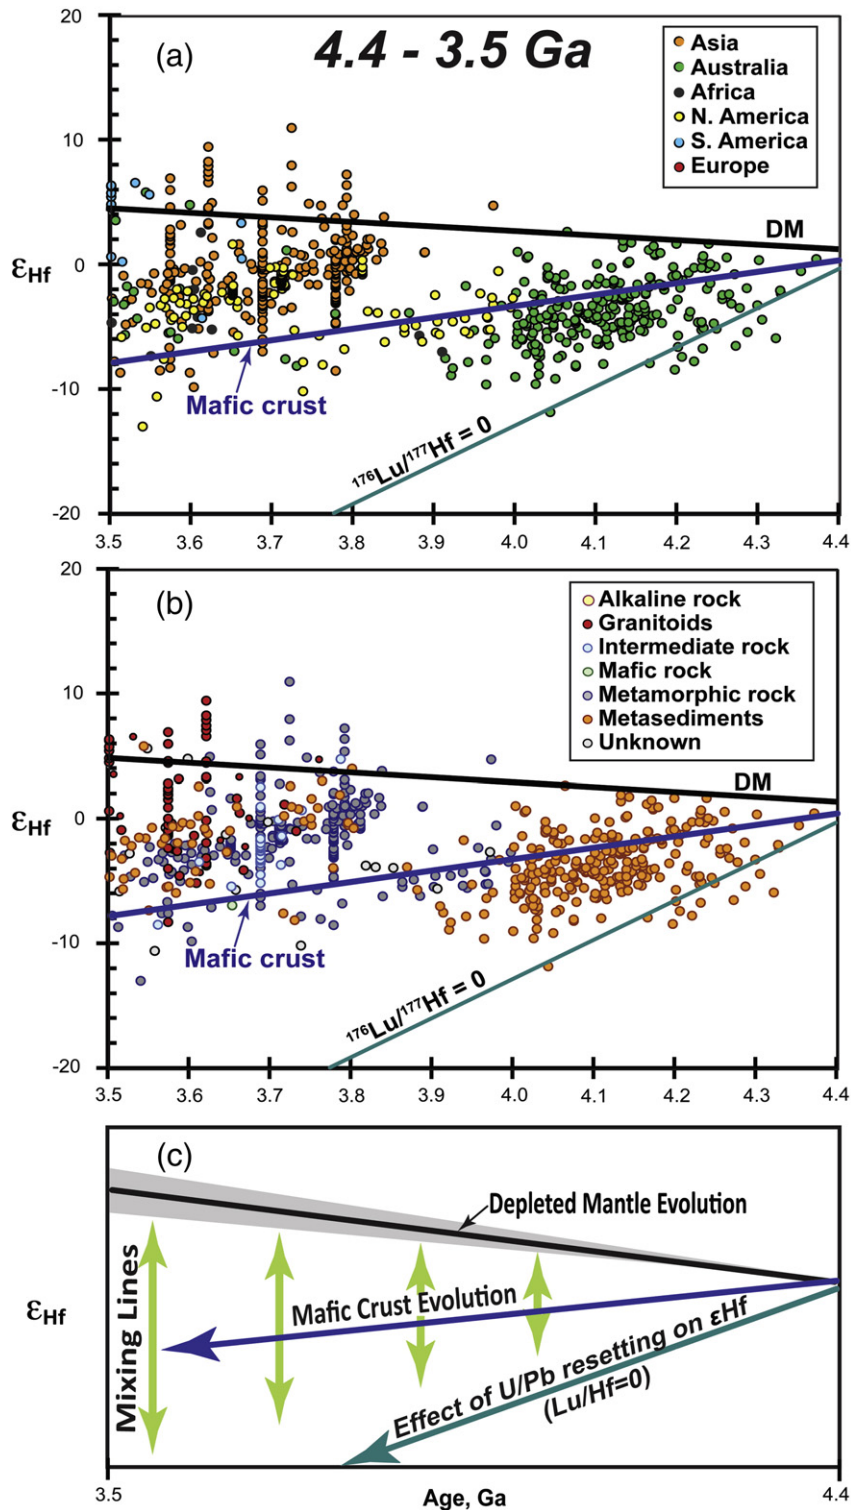 (a)
4.4 - 3.5 Ga
Asia
Australia
Africa
N. America
S. America
Europe
20
10
0
-10
-20
εHf
DM
Mafic crust
¹⁷⁶Lu/¹⁷⁷Hf = 0
3.5 3.6 3.7 3.8 3.9 4.0 4.1 4.2 4.3 4.4
(b)
Alkaline rock
Granitoids
Intermediate rock
Mafic rock
Metamorphic rock
Metasediments
Unknown
20
10
0
-10
-20
εHf
DM
Mafic crust
¹⁷⁶Lu/¹⁷⁷Hf = 0
3.5 3.6 3.7 3.8 3.9 4.0 4.1 4.2 4.3 4.4
(c)
Depleted Mantle Evolution
Mafic Crust Evolution
Mixing Lines
εHf
Effect of U/Pb resetting on εHf
(Lu/Hf=0)
3.5 4.4
Age, Ga